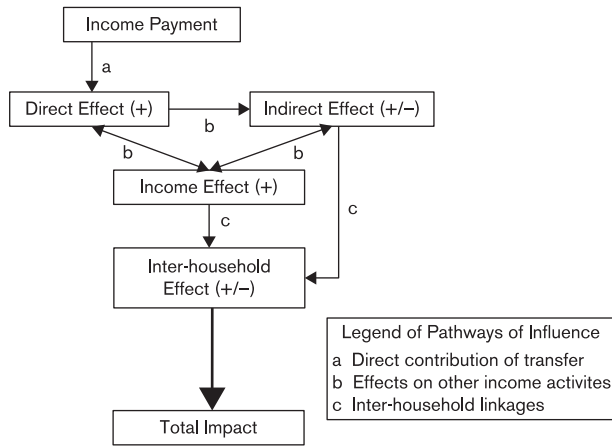 Income Payment
a
Direct Effect (+)
Indirect Effect (+/–)
b
b
b
Income Effect (+)
c
c
Inter-household
Effect (+/–)
Total Impact
Legend of Pathways of Influence
a Direct contribution of transfer
b Effects on other income activites
c Inter-household linkages